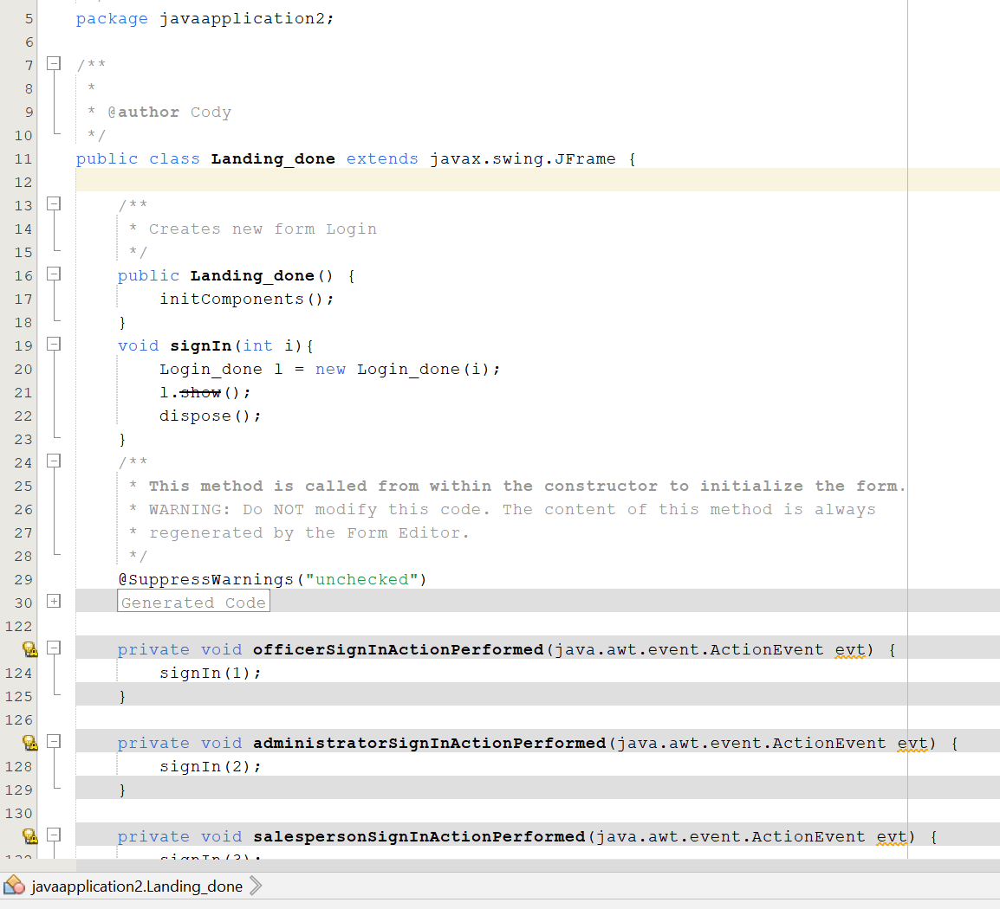 5 package javaapplication2;
6
7 /**
8 *
9 * @author Cody
10 */
11 public class Landing_done extends javax.swing.JFrame {
12
13 /**
14 * Creates new form Login
15 */
16 public Landing_done() {
17 initComponents();
18 }
19 void signIn(int i){
20 Login_done l = new Login_done(i);
21 l.show();
22 dispose();
23 }
24 /**
25 * This method is called from within the constructor to initialize the form.
26 * WARNING: Do NOT modify this code. The content of this method is always
27 * regenerated by the Form Editor.
28 */
29 @SuppressWarnings("unchecked")
30 Generated Code
122
private void officerSignInActionPerformed(java.awt.event.ActionEvent evt) {
124 signIn(1);
125 }
126
private void administratorSignInActionPerformed(java.awt.event.ActionEvent evt) {
128 signIn(2);
129 }
130
private void salespersonSignInActionPerformed(java.awt.event.ActionEvent evt) {
signIn(3);
javaapplication2.Landing_done